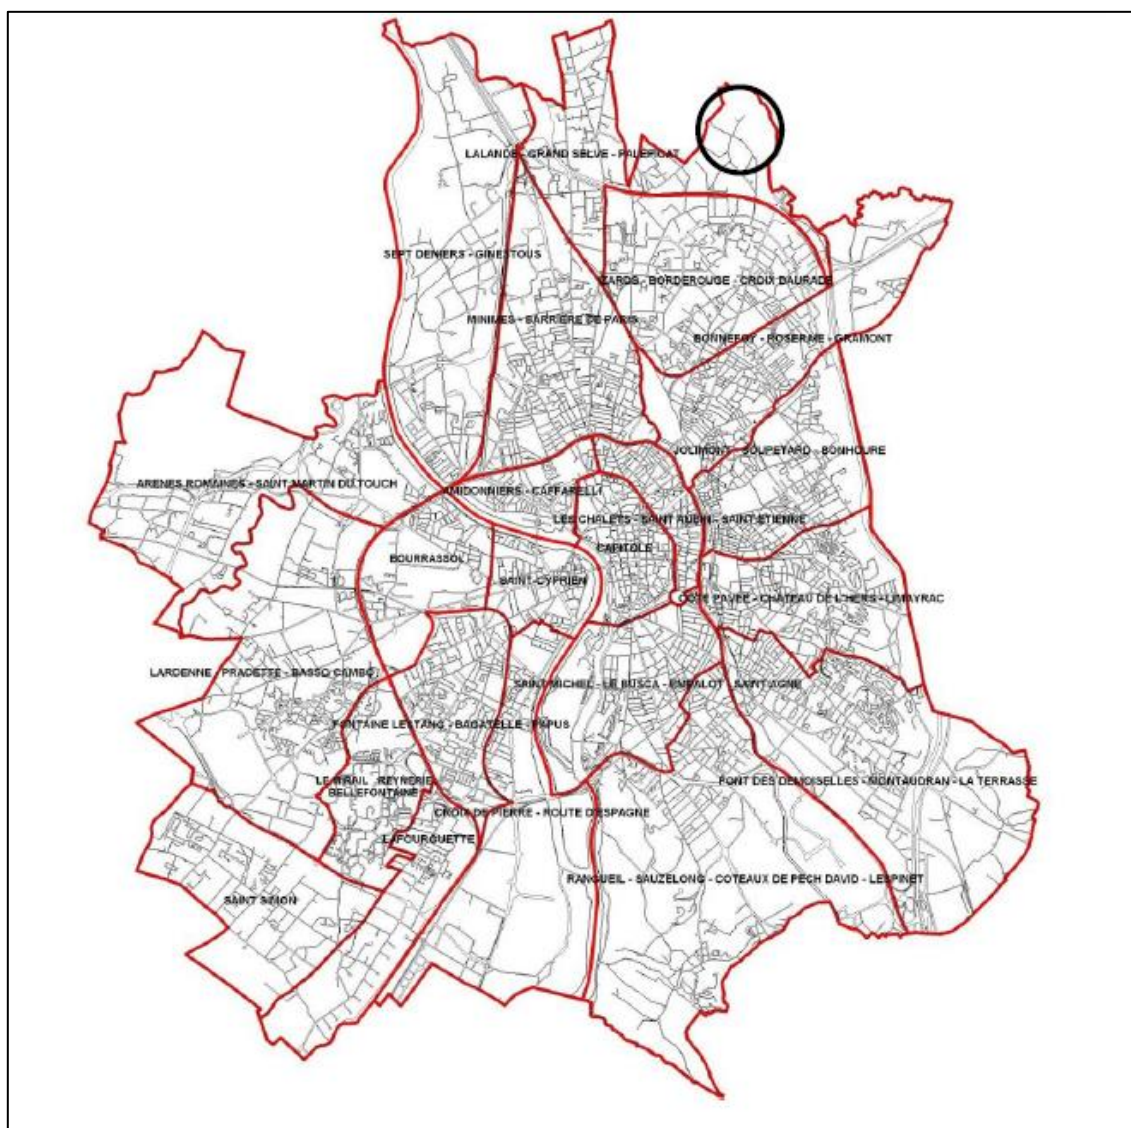 LALANDE - GRAND SELVE - PALEFICAT
SEPT DENIERS - GINESTOUS
IZARDS - BORDEROUGE - CROIX DAURADE
MINIMES - BARRIERE DE PARIS
BONNEFOY - ROSERAIE - GRAMONT
JOLIMONT - SOUPETARD - BONHOURE
ARENES ROMAINES - SAINT MARTIN DU TOUCH
AMIDONNIERS - CAFFARELLI
LES CHALETS - SAINT AUBIN - SAINT ETIENNE
CAPITOLE
BOURRASSOL
SAINT-CYPRIEN
COTE PAVEE - CHATEAU DE L'HERS - LIMAYRAC
LARDENNE - PRADETTE - BASSO CAMBO
SAINT MICHEL - LE BUSCA - EMPALOT - SAINT AGNE
FONTAINE LESTANG - BAGATELLE - PAPUS
LE MIRAIL - REYNERIE
BELLEFONTAINE
PONT DES DEMOISELLES - MONTAUDRAN - LA TERRASSE
CROIX DE PIERRE - ROUTE D'ESPAGNE
LAFOURGUETTE
RANGUEIL - SAUZELONG - COTEAUX DE PECH DAVID - LESPINET
SAINT SIMON